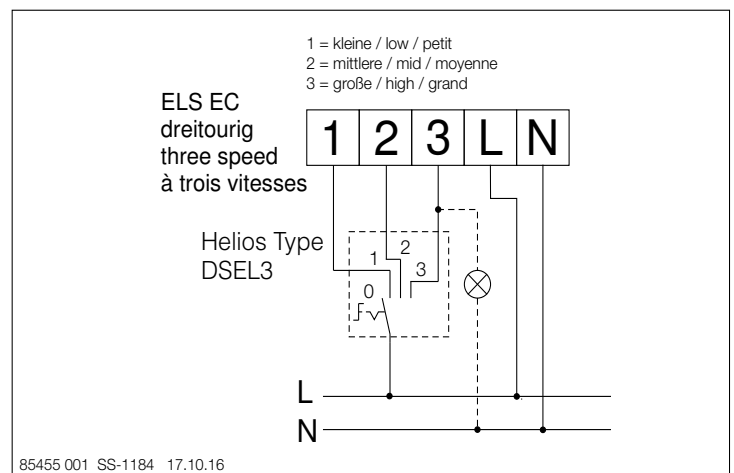 1 = kleine / low / petit
2 = mittlere / mid / moyenne
3 = große / high / grand
ELS EC
dreitourig
three speed
à trois vitesses
1 2 3 L N
Helios Type
DSEL3
2
1
3
0
L
N
85455 001 SS-1184 17.10.16